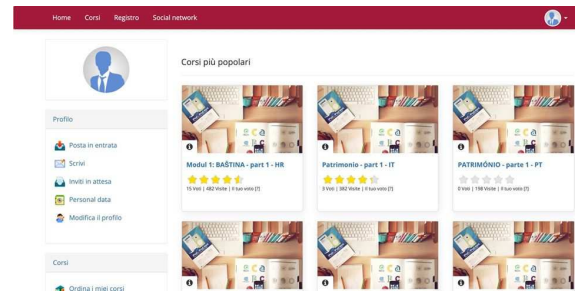 Home Corsi Registro Social network
Corsi più popolari
Profilo
Posta in entrata
Scrivi
Inviti in attesa
Personal data
Modifica il profilo
Modul 1: BAŠTINA - part 1 - HR
15 Voti | 482 Visite | Il tuo voto [?]
Patrimonio - part 1 - IT
3 Voti | 382 Visite | Il tuo voto [?]
PATRIMÓNIO - parte 1 - PT
0 Voti | 198 Visite | Il tuo voto [?]
Corsi
Ordina i miei corsi